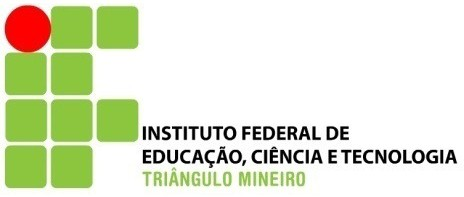 INSTITUTO FEDERAL DE
EDUCAÇÃO, CIÊNCIA E TECNOLOGIA
TRIÂNGULO MINEIRO